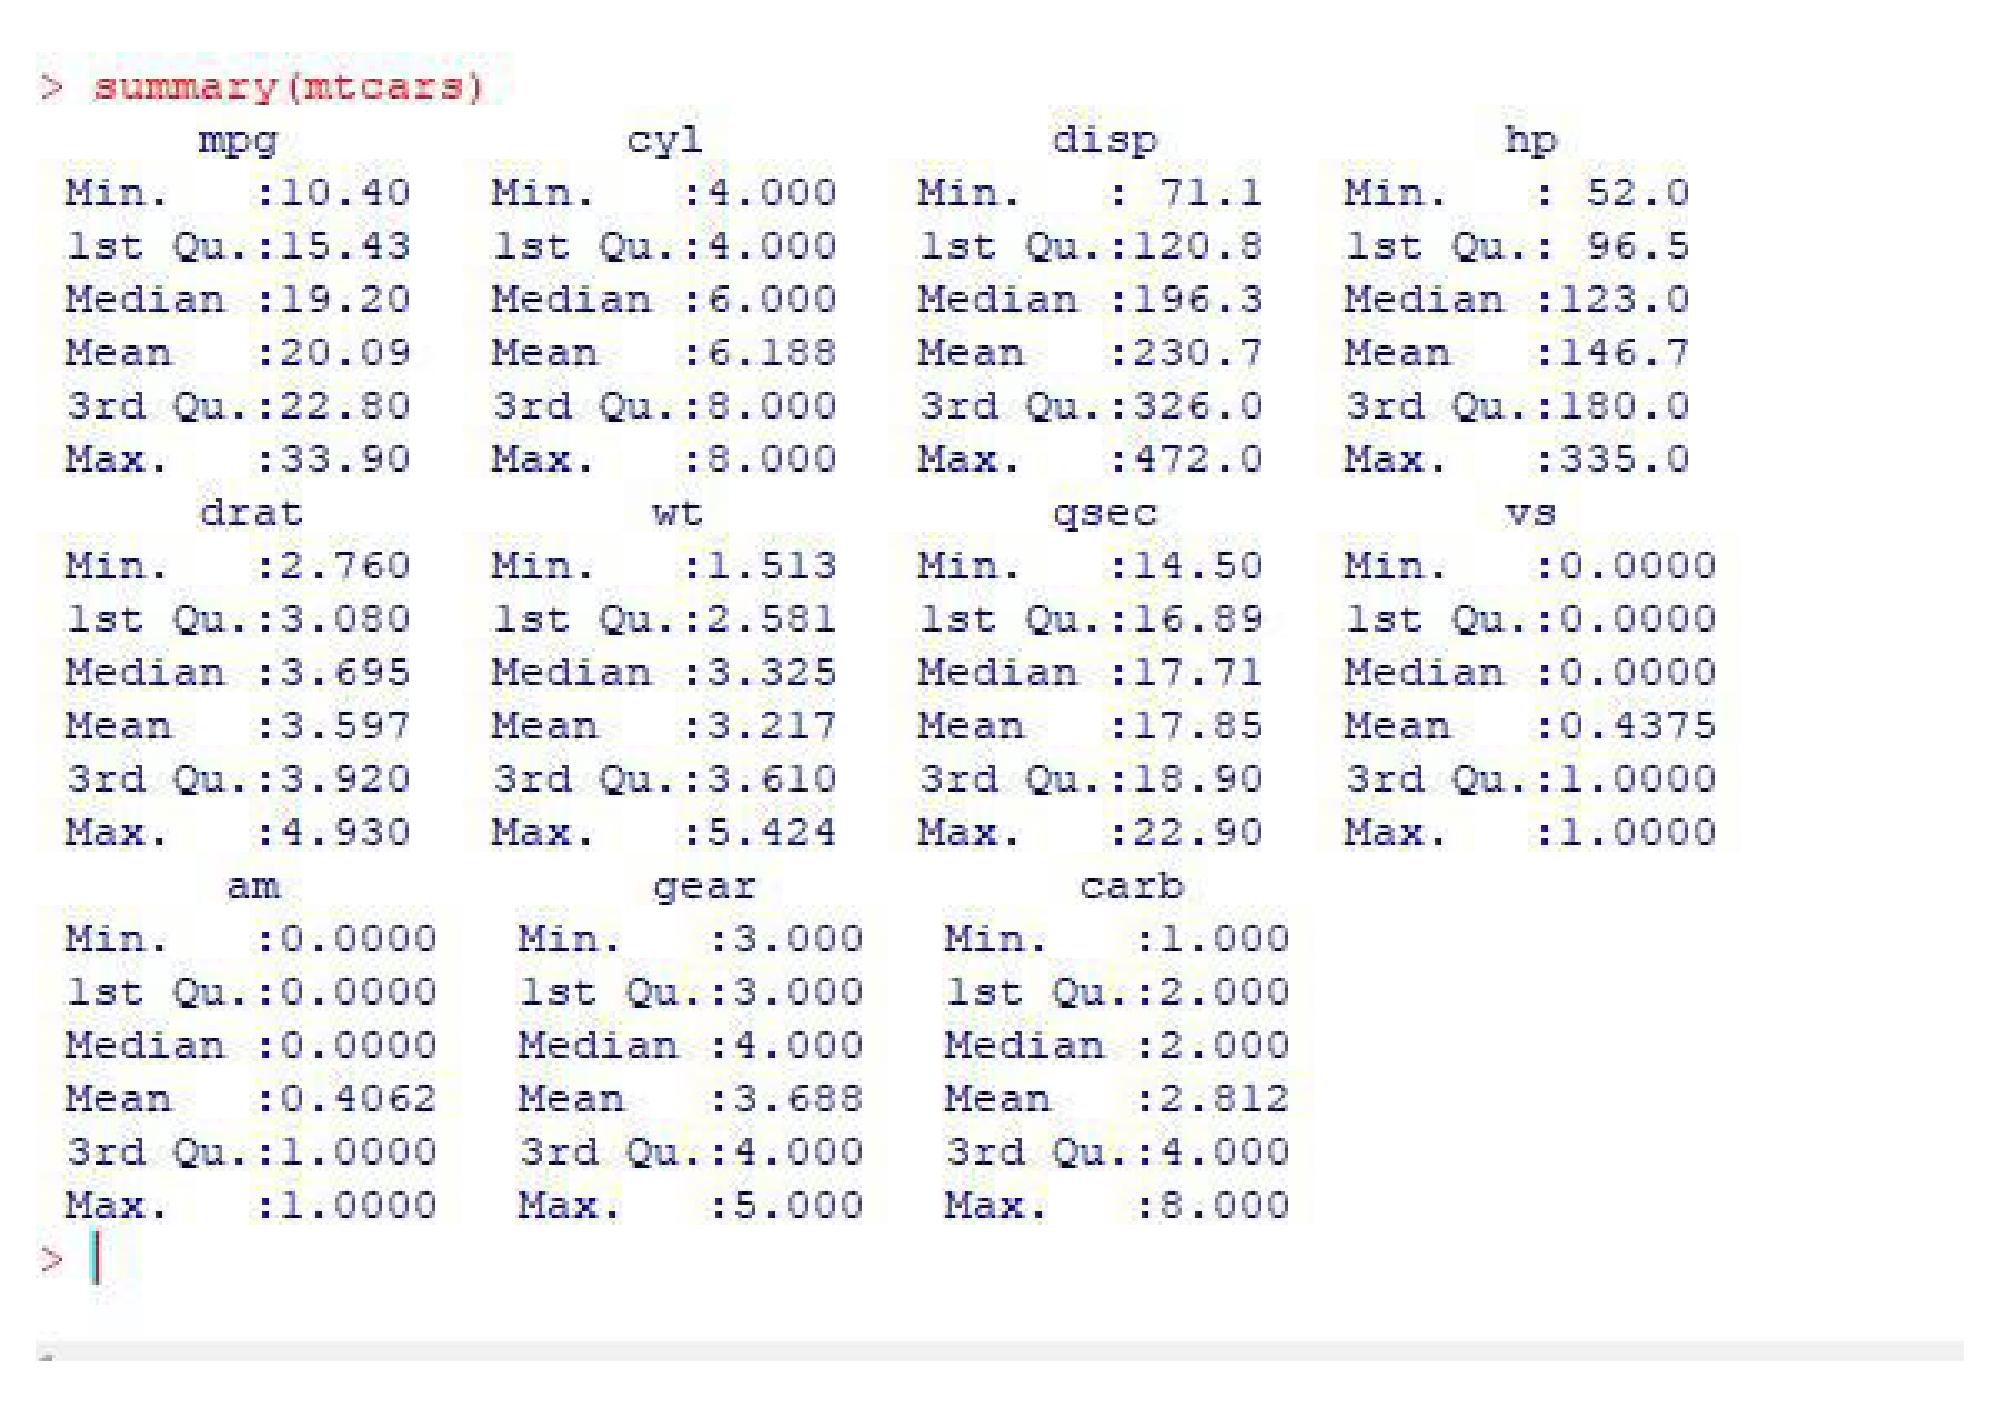 > summary(mtcars)
mpg cyl disp hp
Min. :10.40 Min. :4.000 Min. : 71.1 Min. : 52.0
1st Qu.:15.43 1st Qu.:4.000 1st Qu.:120.8 1st Qu.: 96.5
Median :19.20 Median :6.000 Median :196.3 Median :123.0
Mean :20.09 Mean :6.188 Mean :230.7 Mean :146.7
3rd Qu.:22.80 3rd Qu.:8.000 3rd Qu.:326.0 3rd Qu.:180.0
Max. :33.90 Max. :8.000 Max. :472.0 Max. :335.0
drat wt qsec vs
Min. :2.760 Min. :1.513 Min. :14.50 Min. :0.0000
1st Qu.:3.080 1st Qu.:2.581 1st Qu.:16.89 1st Qu.:0.0000
Median :3.695 Median :3.325 Median :17.71 Median :0.0000
Mean :3.597 Mean :3.217 Mean :17.85 Mean :0.4375
3rd Qu.:3.920 3rd Qu.:3.610 3rd Qu.:18.90 3rd Qu.:1.0000
Max. :4.930 Max. :5.424 Max. :22.90 Max. :1.0000
am gear carb
Min. :0.0000 Min. :3.000 Min. :1.000
1st Qu.:0.0000 1st Qu.:3.000 1st Qu.:2.000
Median :0.0000 Median :4.000 Median :2.000
Mean :0.4062 Mean :3.688 Mean :2.812
3rd Qu.:1.0000 3rd Qu.:4.000 3rd Qu.:4.000
Max. :1.0000 Max. :5.000 Max. :8.000
>